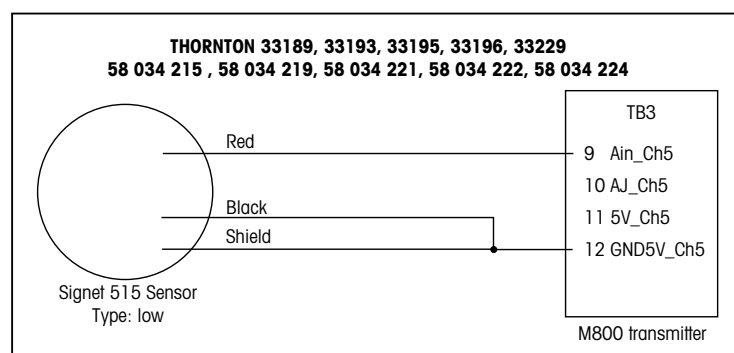 THORNTON 33189, 33193, 33195, 33196, 33229
58 034 215 , 58 034 219, 58 034 221, 58 034 222, 58 034 224
TB3
Red
9 Ain_Ch5
10 AJ_Ch5
Black
11 5V_Ch5
Shield
12 GND5V_Ch5
Signet 515 Sensor
Type: low
M800 transmitter